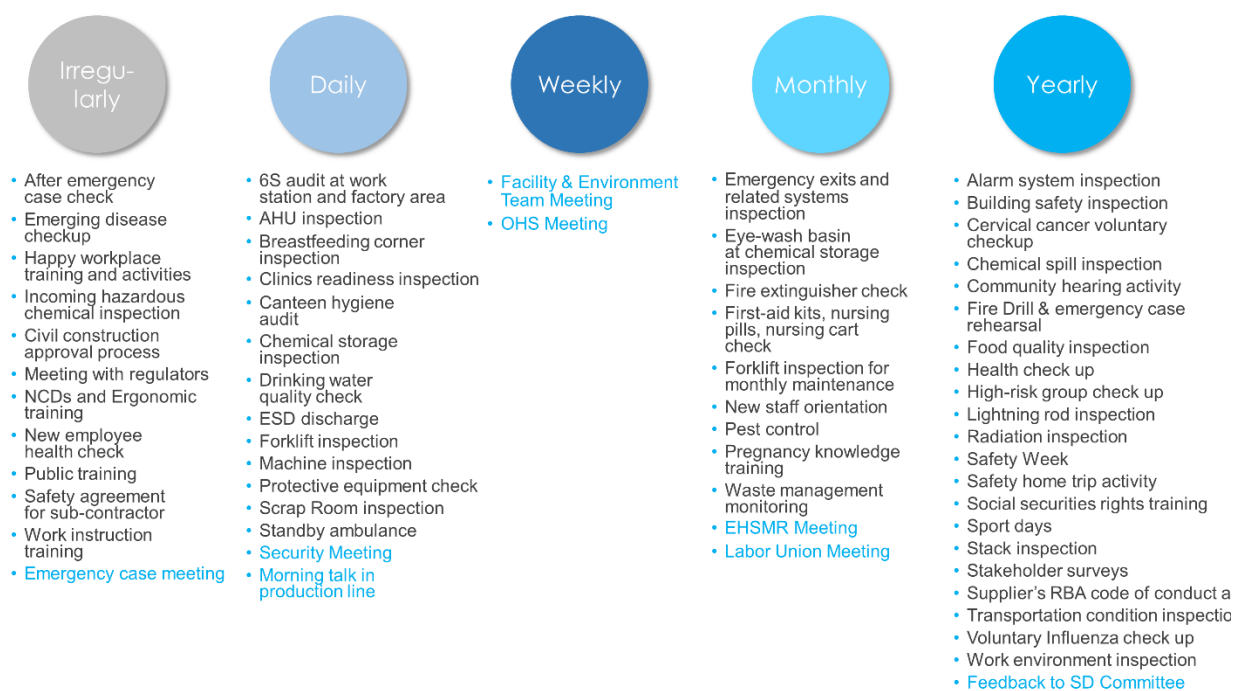 Irregu-
larly
• After emergency
case check
• Emerging disease
checkup
• Happy workplace
training and activities
• Incoming hazardous
chemical inspection
• Civil construction
approval process
• Meeting with regulators
• NCDs and Ergonomic
training
• New employee
health check
• Public training
• Safety agreement
for sub-contractor
• Work instruction
training
• Emergency case meeting
Daily
• 6S audit at work
station and factory area
• AHU inspection
• Breastfeeding corner
inspection
• Clinics readiness inspection
• Canteen hygiene
audit
• Chemical storage
inspection
• Drinking water
quality check
• ESD discharge
• Forklift inspection
• Machine inspection
• Protective equipment check
• Scrap Room inspection
• Standby ambulance
• Security Meeting
• Morning talk in
production line
Weekly
• Facility & Environment
Team Meeting
• OHS Meeting
Monthly
• Emergency exits and
related systems
inspection
• Eye-wash basin
at chemical storage
inspection
• Fire extinguisher check
• First-aid kits, nursing
pills, nursing cart
check
• Forklift inspection for
monthly maintenance
• New staff orientation
• Pest control
• Pregnancy knowledge
training
• Waste management
monitoring
• EHSMR Meeting
• Labor Union Meeting
Yearly
• Alarm system inspection
• Building safety inspection
• Cervical cancer voluntary
checkup
• Chemical spill inspection
• Community hearing activity
• Fire Drill & emergency case
rehearsal
• Food quality inspection
• Health check up
• High-risk group check up
• Lightning rod inspection
• Radiation inspection
• Safety Week
• Safety home trip activity
• Social securities rights training
• Sport days
• Stack inspection
• Stakeholder surveys
• Supplier's RBA code of conduct
• Transportation condition
• Voluntary Influenza check up
• Work environment inspection
• Feedback to SD Committee